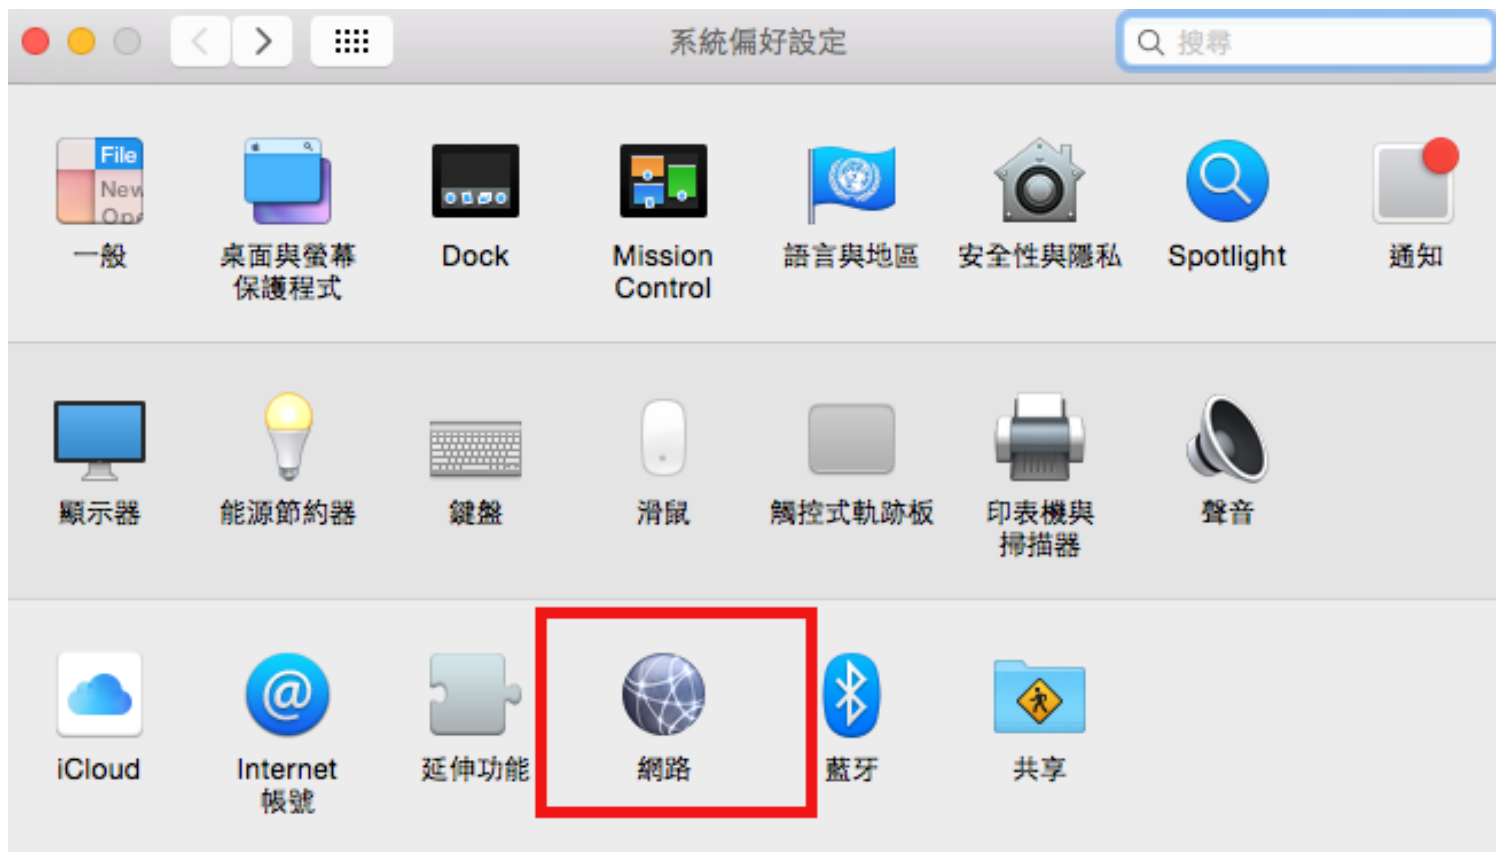 系統偏好設定
搜尋
File
New
Ope
一般
桌面與螢幕
保護程式
Dock
Mission
Control
語言與地區
安全性與隱私
Spotlight
通知
顯示器
能源節約器
鍵盤
滑鼠
觸控式軌跡板
印表機與
掃描器
聲音
iCloud
Internet
帳號
延伸功能
網路
藍牙
共享